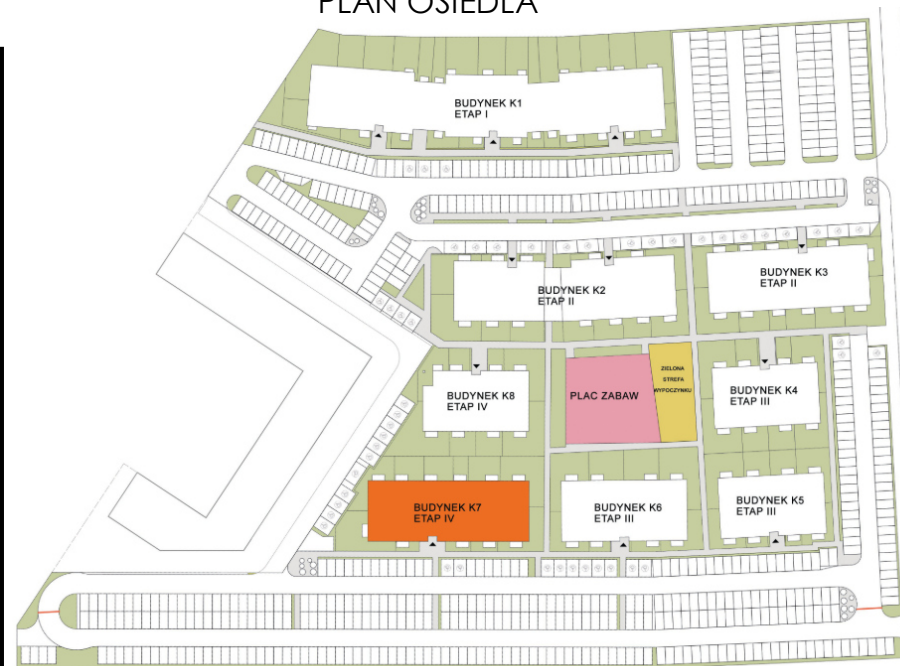 PLAN OSIEDLA
BUDYNEK K1
ETAP I
BUDYNEK K2
ETAP II
BUDYNEK K3
ETAP II
BUDYNEK K8
ETAP IV
PLAC ZABAW
ZIELONA
STREFA
WYPOCZYNKU
BUDYNEK K4
ETAP III
BUDYNEK K7
ETAP IV
BUDYNEK K6
ETAP III
BUDYNEK K5
ETAP III